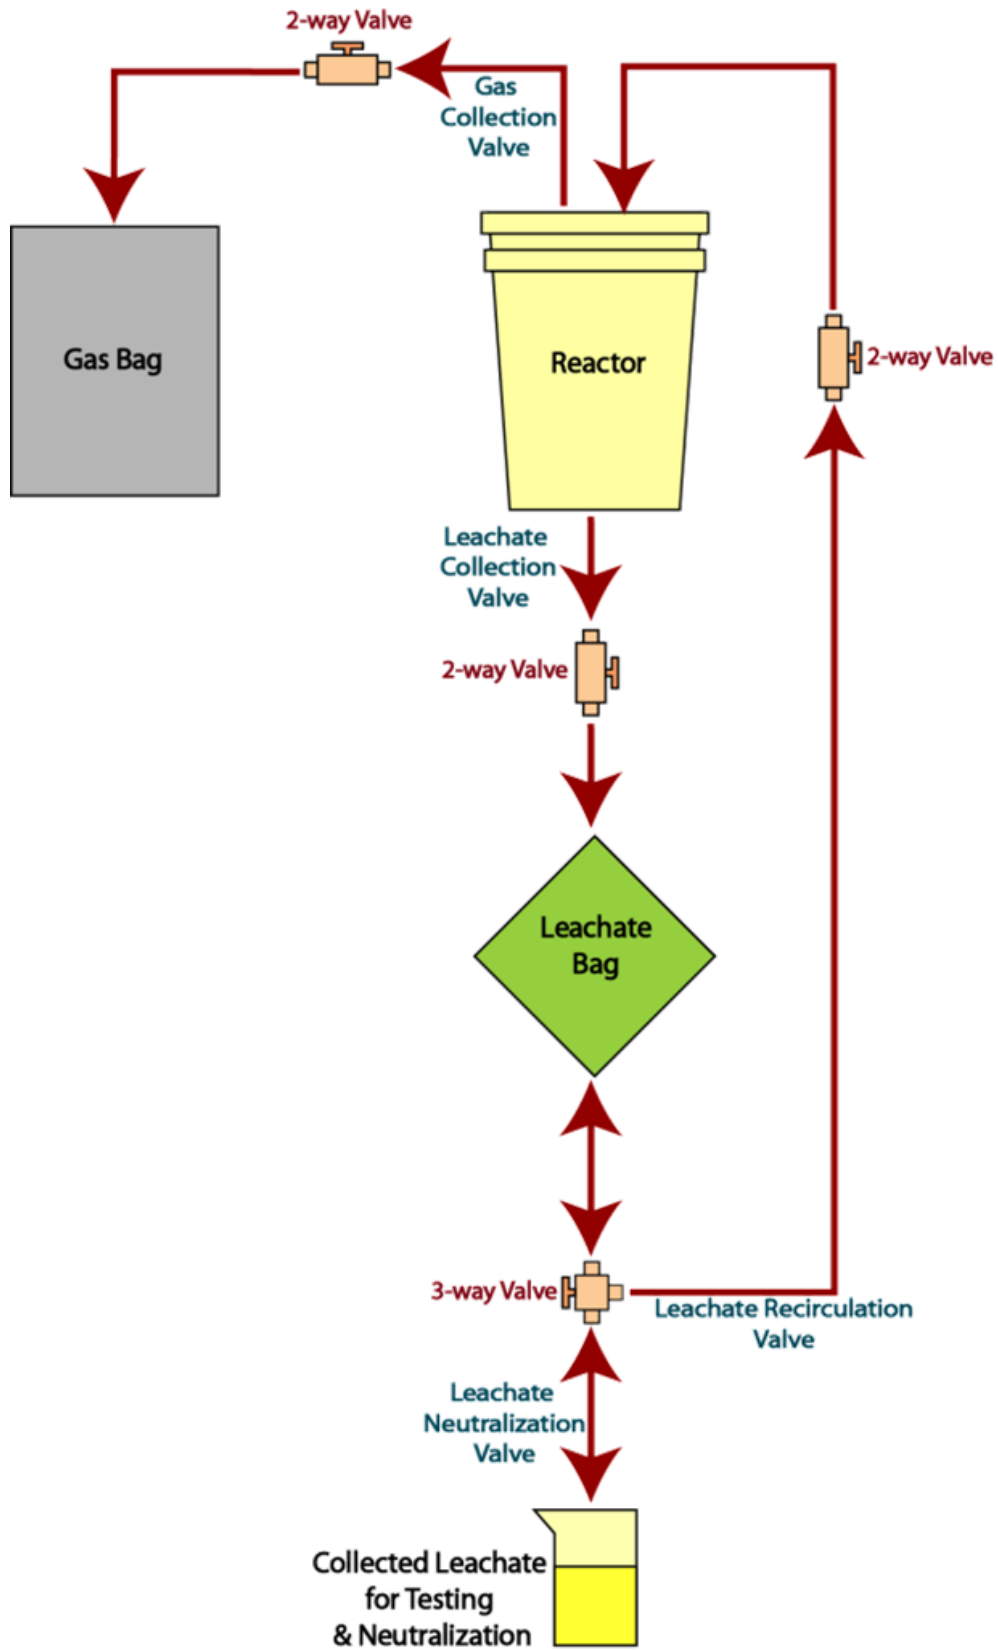 2-way Valve
Gas
Collection
Valve
Gas Bag
Reactor
2-way Valve
Leachate
Collection
Valve
2-way Valve
Leachate
Bag
3-way Valve
Leachate Recirculation
Valve
Leachate
Neutralization
Valve
Collected Leachate
for Testing
& Neutralization